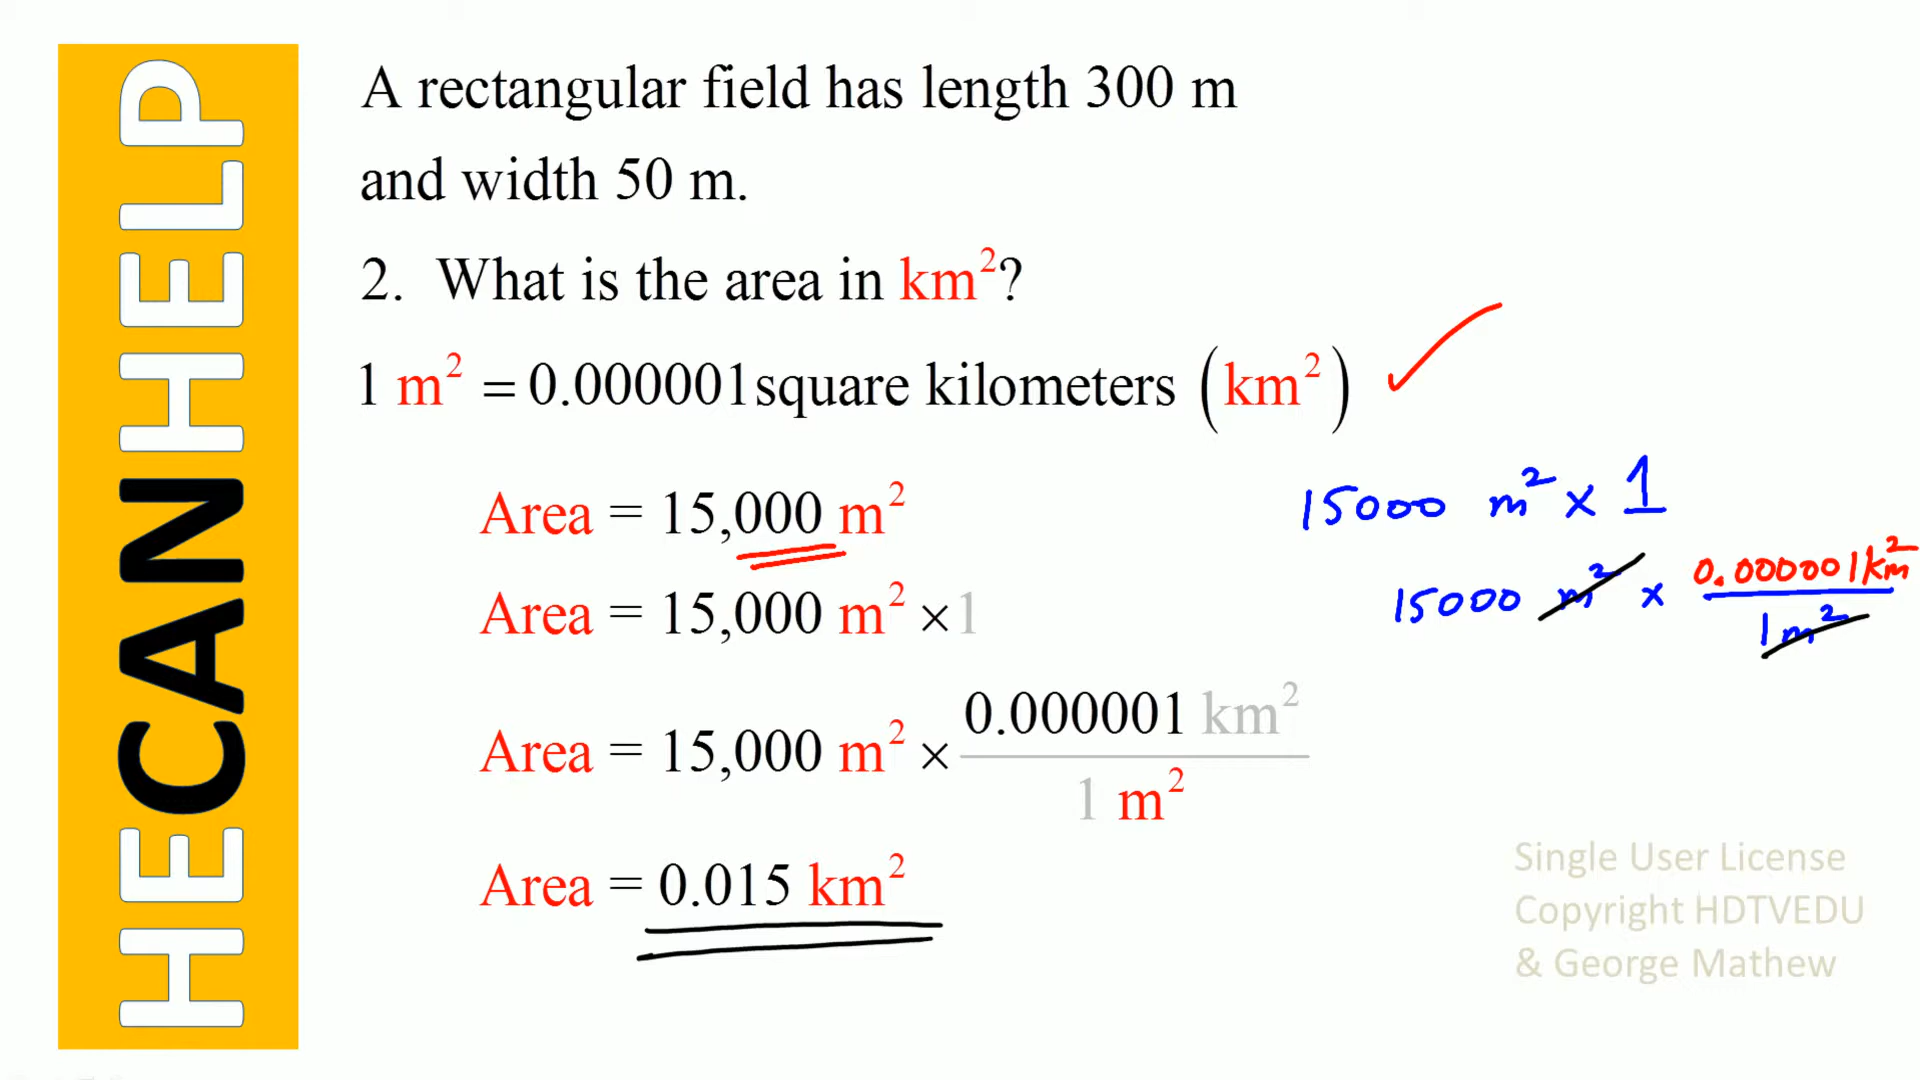 HECANHELP
A rectangular field has length 300 m
and width 50 m.
2. What is the area in km²?
1 m² = 0.000001square kilometers (km²)
Area = 15,000 m²
Area = 15,000 m² × 1
Area = 15,000 m² × 0.000001 km² / 1 m²
Area = 0.015 km²
15000 m² × 1
15000 m² × 0.000001 km² / 1 m²
Single User License
Copyright HDTVEDU
& George Mathew